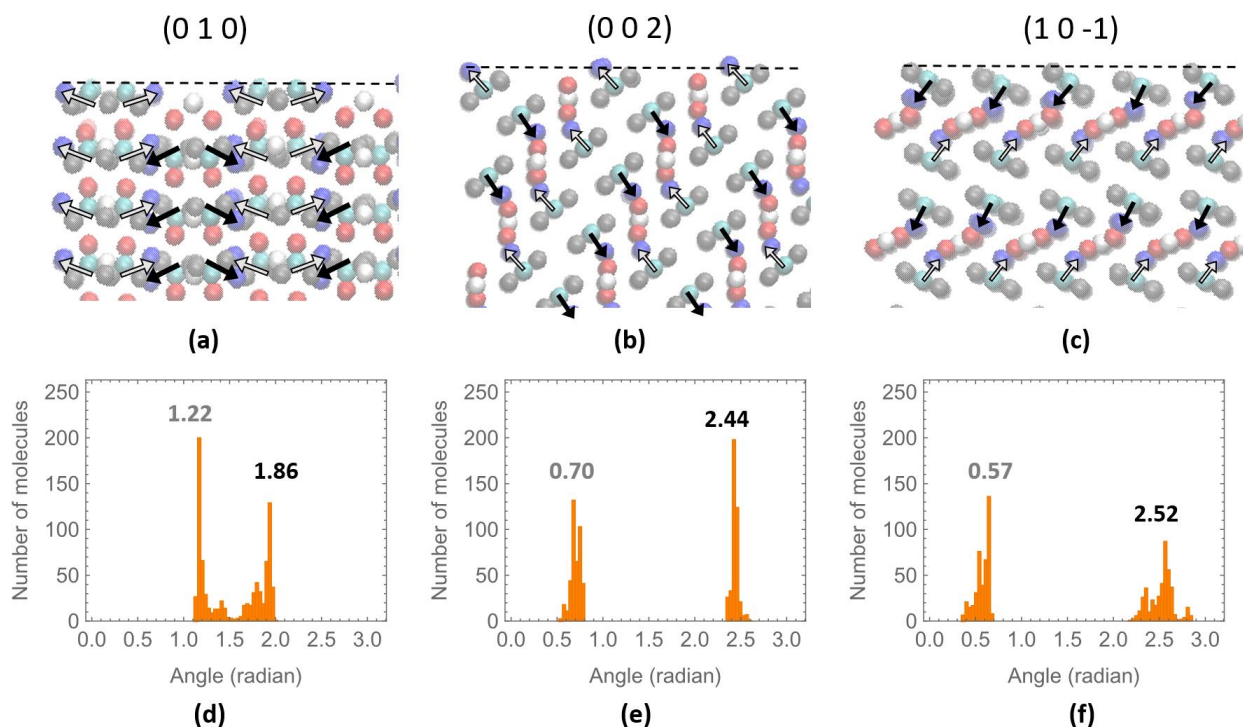 (0 1 0) (0 0 2) (1 0 -1)
(a) (b) (c)
250
200
150
100
50
0
Number of molecules
1.22
1.86
0.0 0.5 1.0 1.5 2.0 2.5 3.0
Angle (radian)
(d)
250
200
150
100
50
0
Number of molecules
0.70
2.44
0.0 0.5 1.0 1.5 2.0 2.5 3.0
Angle (radian)
(e)
250
200
150
100
50
0
Number of molecules
0.57
2.52
0.0 0.5 1.0 1.5 2.0 2.5 3.0
Angle (radian)
(f)